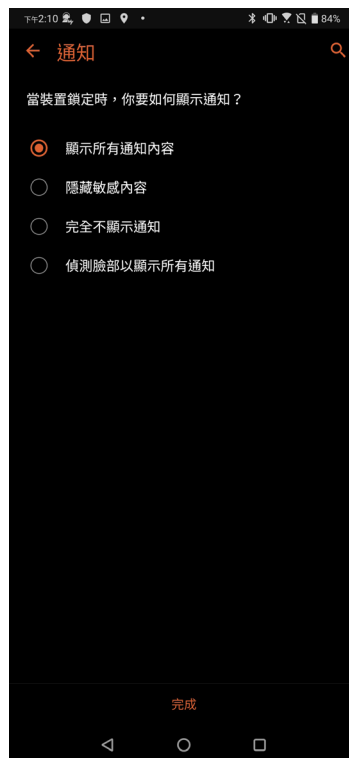 下午2:10 84%
通知
當裝置鎖定時，你要如何顯示通知？
顯示所有通知內容
隱藏敏感內容
完全不顯示通知
偵測臉部以顯示所有通知
完成